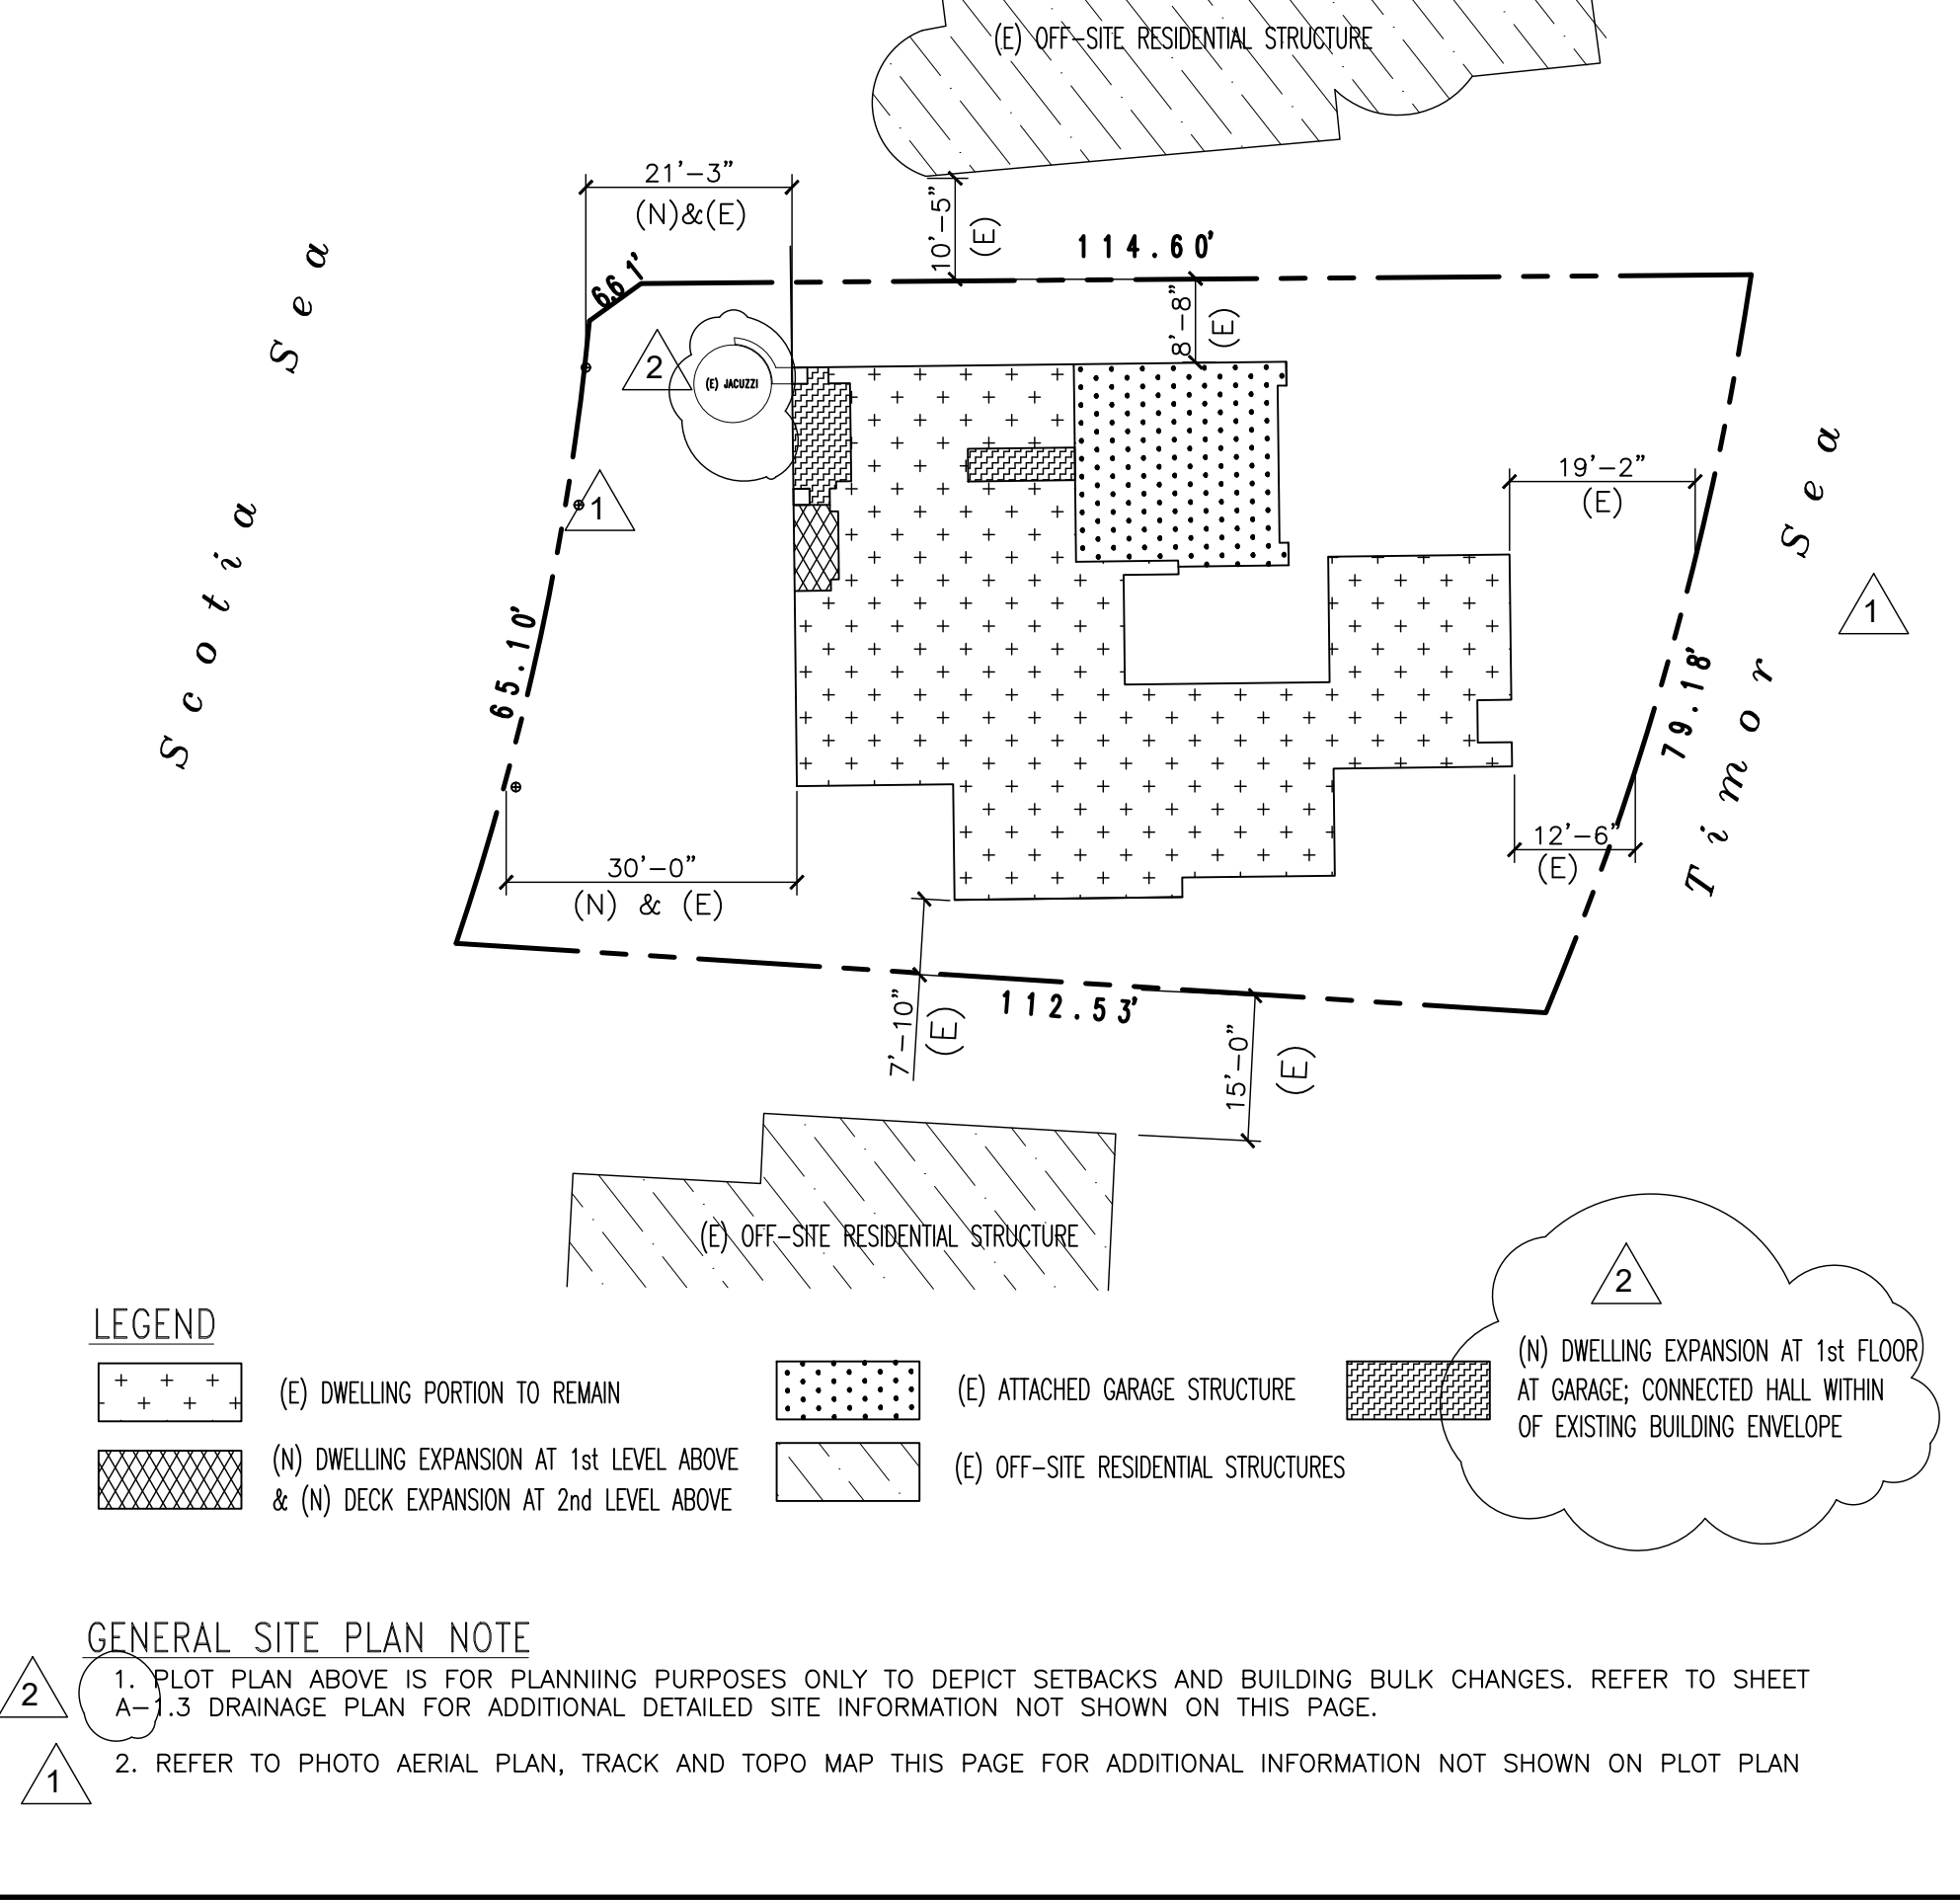 (E) OFF-SITE RESIDENTIAL STRUCTURE
21'-3"
(N)&(E)
10'-5"
(E)
114.60'
6.61'
8'-8"
(E)
Scotia Sea
2
(E) JACUZZI
1
19'-2"
(E)
Timor Sea
1
65.10'
79.18'
12'-6"
(E)
30'-0"
(N) & (E)
7'-10"
(E)
112.53'
15'-0"
(E)
(E) OFF-SITE RESIDENTIAL STRUCTURE
LEGEND
(E) DWELLING PORTION TO REMAIN
(N) DWELLING EXPANSION AT 1st LEVEL ABOVE
& (N) DECK EXPANSION AT 2nd LEVEL ABOVE
(E) ATTACHED GARAGE STRUCTURE
(E) OFF-SITE RESIDENTIAL STRUCTURES
2
(N) DWELLING EXPANSION AT 1st FLOOR
AT GARAGE; CONNECTED HALL WITHIN
OF EXISTING BUILDING ENVELOPE
GENERAL SITE PLAN NOTE
2
1. PLOT PLAN ABOVE IS FOR PLANNIING PURPOSES ONLY TO DEPICT SETBACKS AND BUILDING BULK CHANGES. REFER TO SHEET
A-1.3 DRAINAGE PLAN FOR ADDITIONAL DETAILED SITE INFORMATION NOT SHOWN ON THIS PAGE.
1
2. REFER TO PHOTO AERIAL PLAN, TRACK AND TOPO MAP THIS PAGE FOR ADDITIONAL INFORMATION NOT SHOWN ON PLOT PLAN